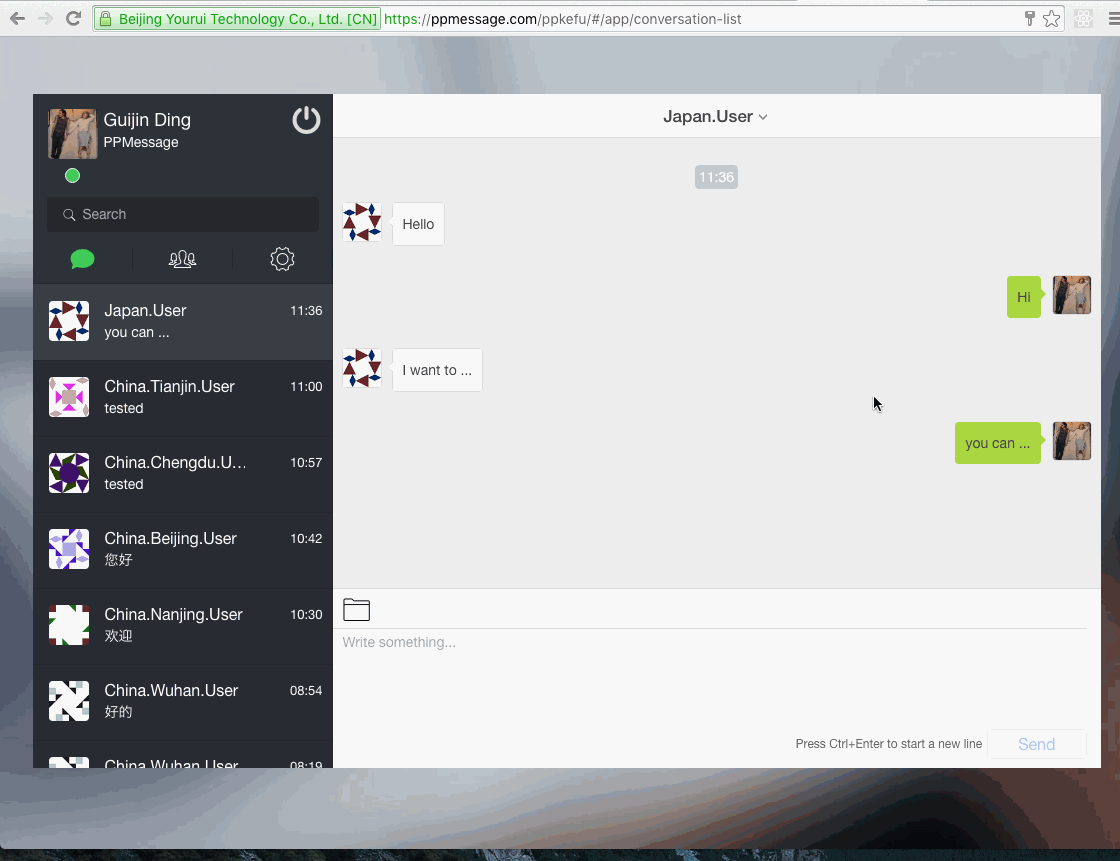 Beijing Yourui Technology Co., Ltd. [CN] https://ppmessage.com/ppkefu/#/app/conversation-list
Guijin Ding
PPMessage
Search
Japan.User 11:36
you can ...
China.Tianjin.User 11:00
tested
China.Chengdu.U... 10:57
tested
China.Beijing.User 10:42
您好
China.Nanjing.User 10:30
欢迎
China.Wuhan.User 08:54
好的
China.Wuhan.User 08:19
Japan.User
11:36
Hello
Hi
I want to ...
you can ...
Write something...
Press Ctrl+Enter to start a new line
Send